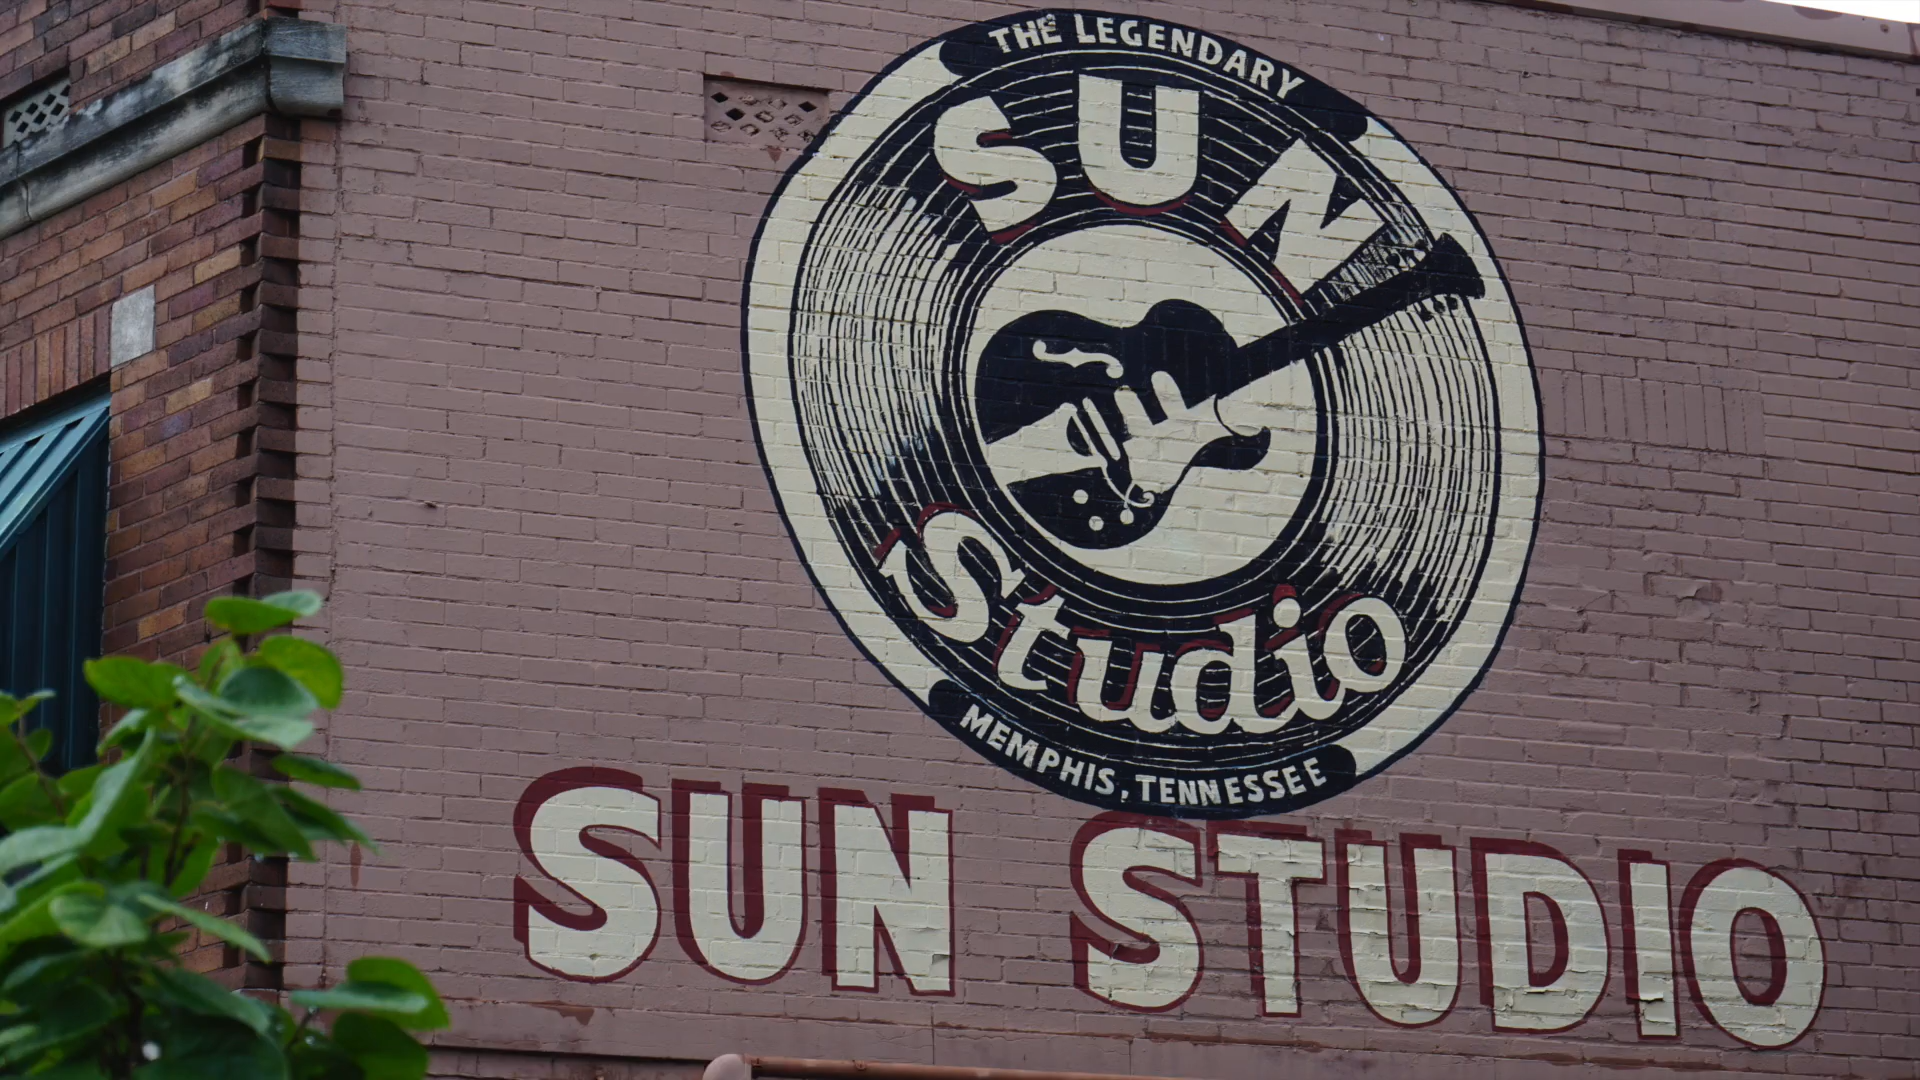 THE LEGENDARY
SUN
Studio
MEMPHIS, TENNESSEE
SUN STUDIO